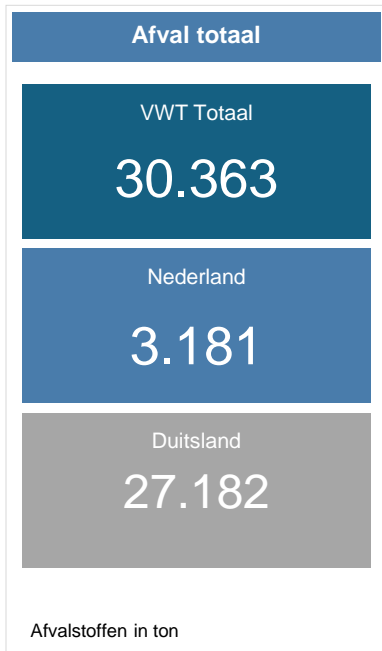 Afval totaal
VWT Totaal
30.363
Nederland
3.181
Duitsland
27.182
Afvalstoffen in ton